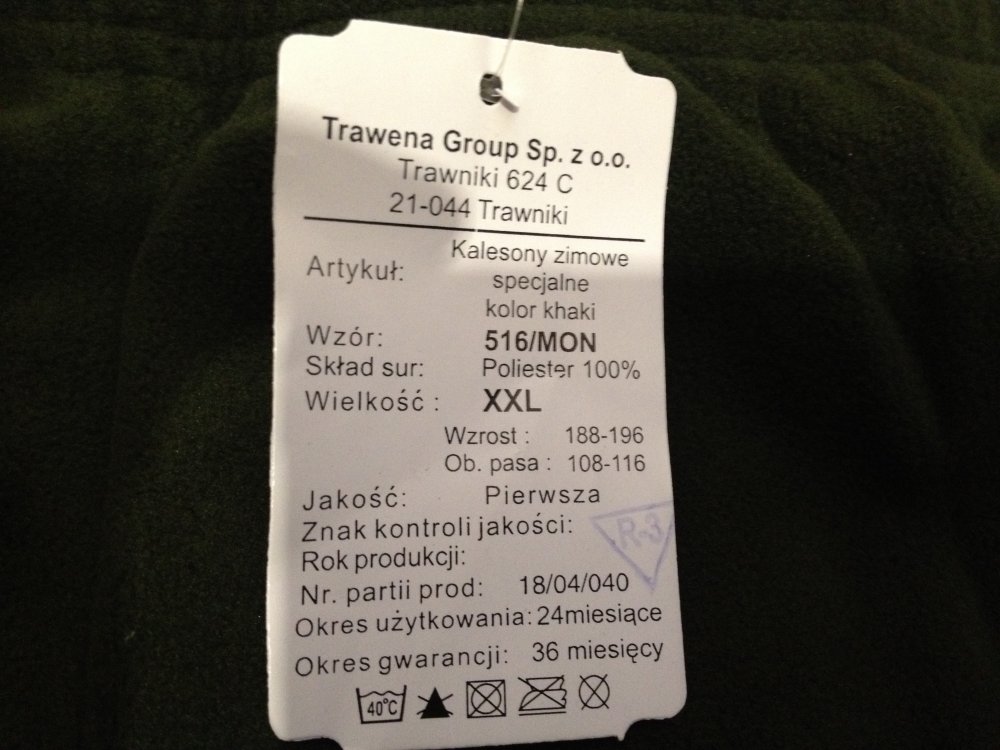 Trawena Group Sp. z o.o.
Trawniki 624 C
21-044 Trawniki
Artykuł: Kalesony zimowe
specjalne
kolor khaki
Wzór: 516/MON
Skład sur: Poliester 100%
Wielkość : XXL
Wzrost : 188-196
Ob. pasa : 108-116
Jakość: Pierwsza
Znak kontroli jakości: R-3
Rok produkcji:
Nr. partii prod: 18/04/040
Okres użytkowania: 24miesiące
Okres gwarancji: 36 miesięcy
40°C